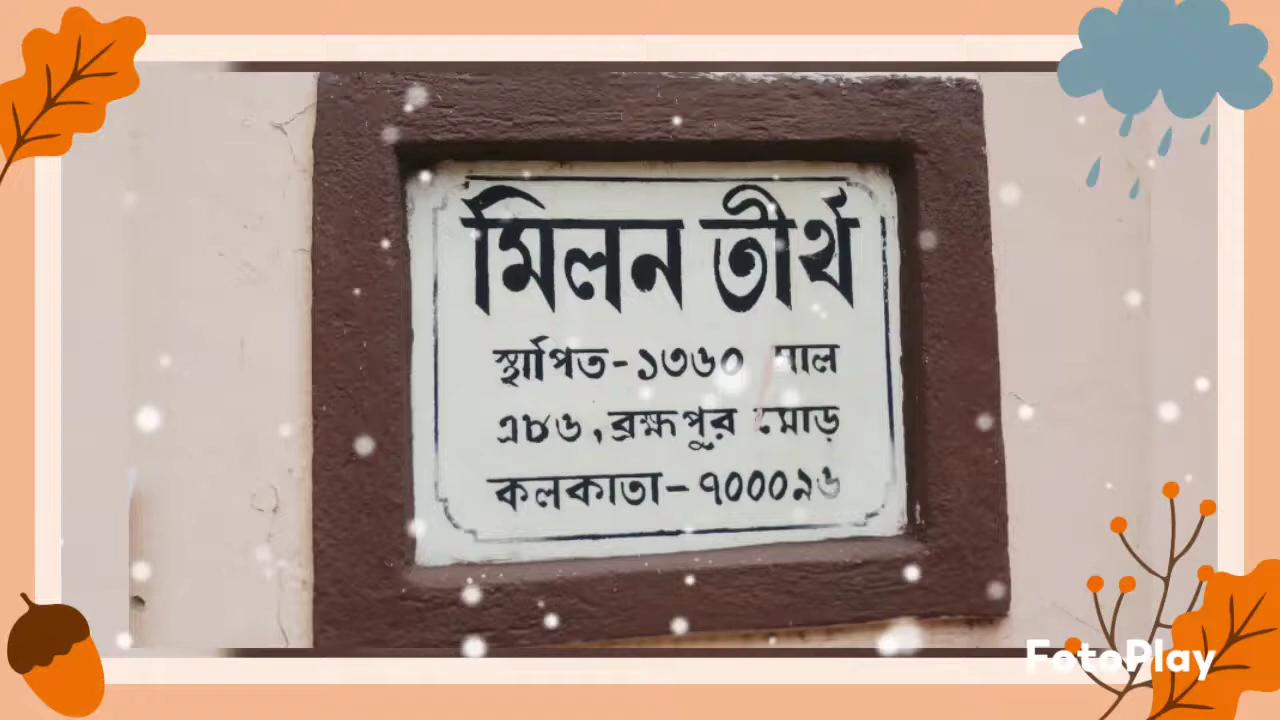 মিলন তীর্থ
স্থাপিত-১৩৬০ সাল
এ৮৬, ব্রহ্মপুর মোড়
কলকাতা-৭০০০৯৬
FotoPlay